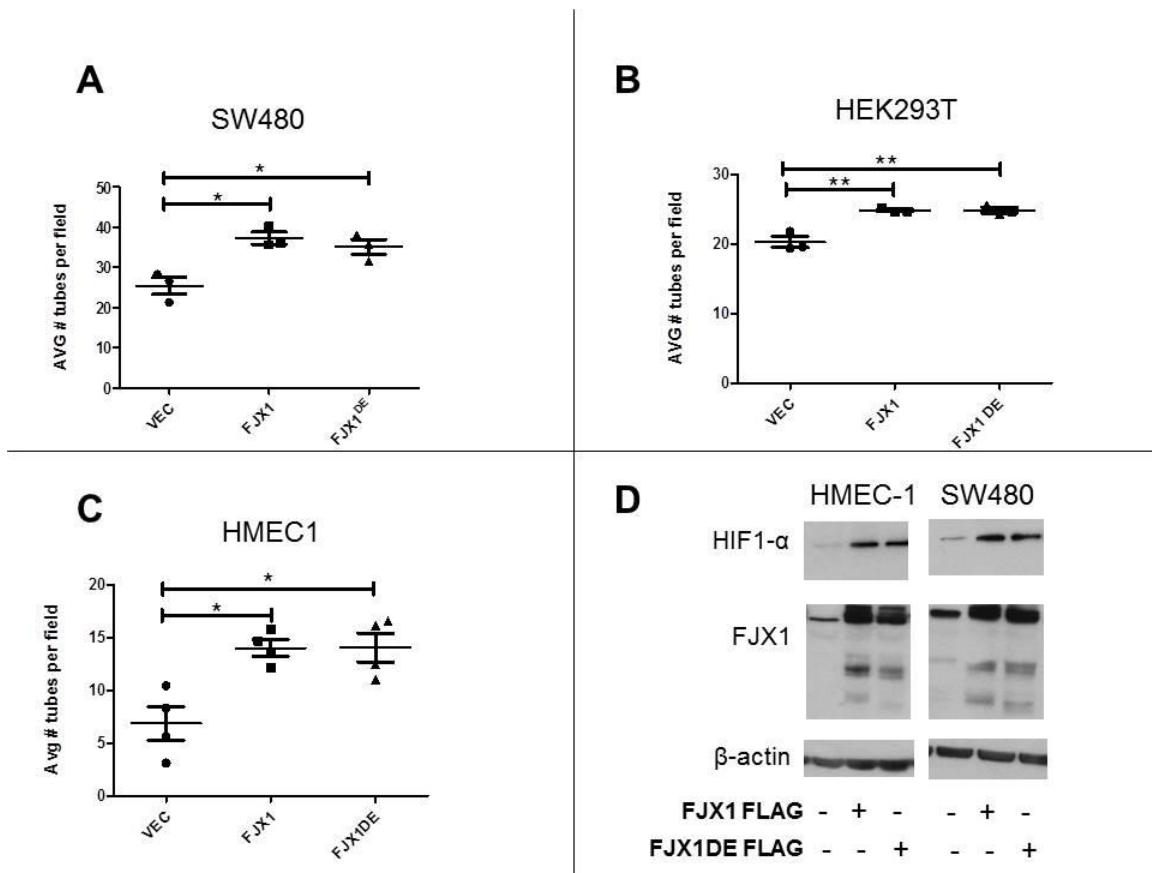 A
SW480
*
*
AVG # tubes per field
50
40
30
20
10
0
VEC
FJX1
FJX1DE
B
HEK293T
**
**
AVG # tubes per field
30
20
10
0
VEC
FJX1
FJX1 DE
C
HMEC1
*
*
Avg # tubes per field
20
15
10
5
0
VEC
FJX1
FJX1DE
D
HMEC-1 SW480
HIF1-α
FJX1
β-actin
FJX1 FLAG - + - - + -
FJX1DE FLAG - - + - - +